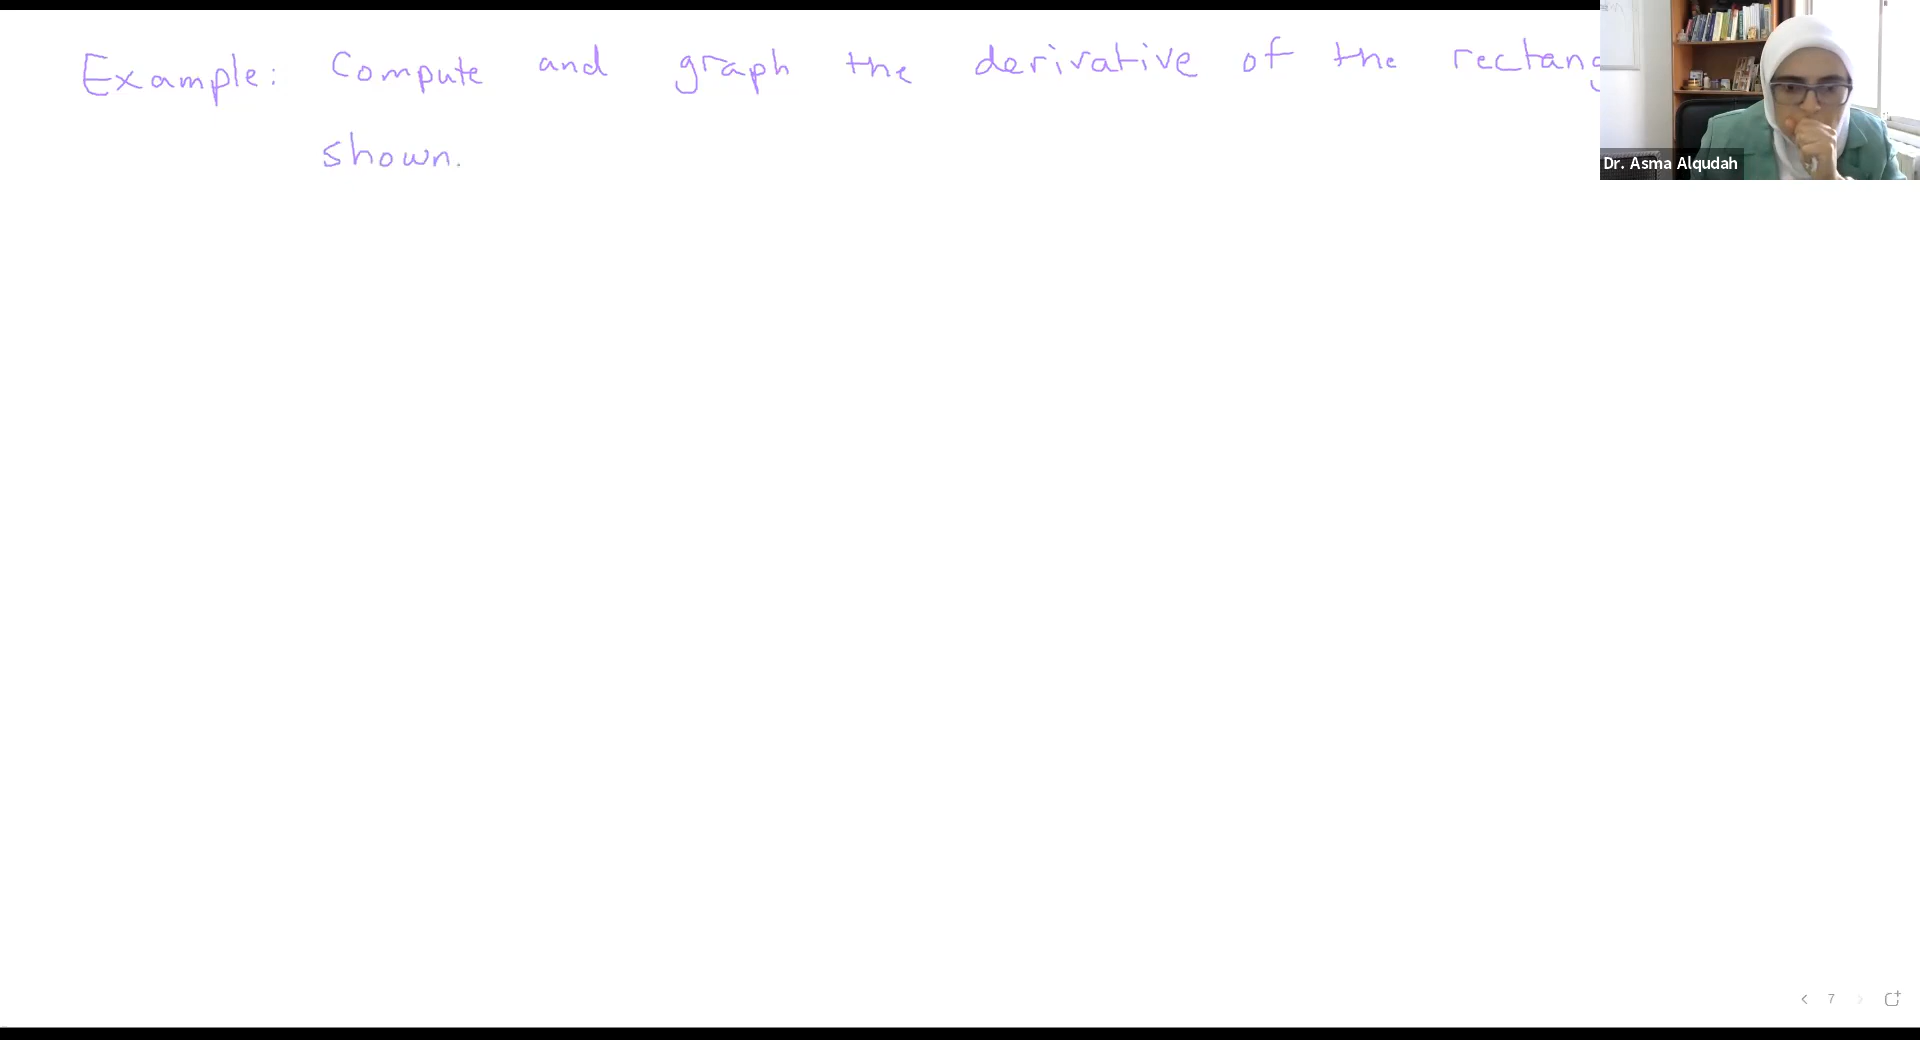 Example: Compute and graph the derivative of the rectang
shown.
Dr. Asma Alqudah
7